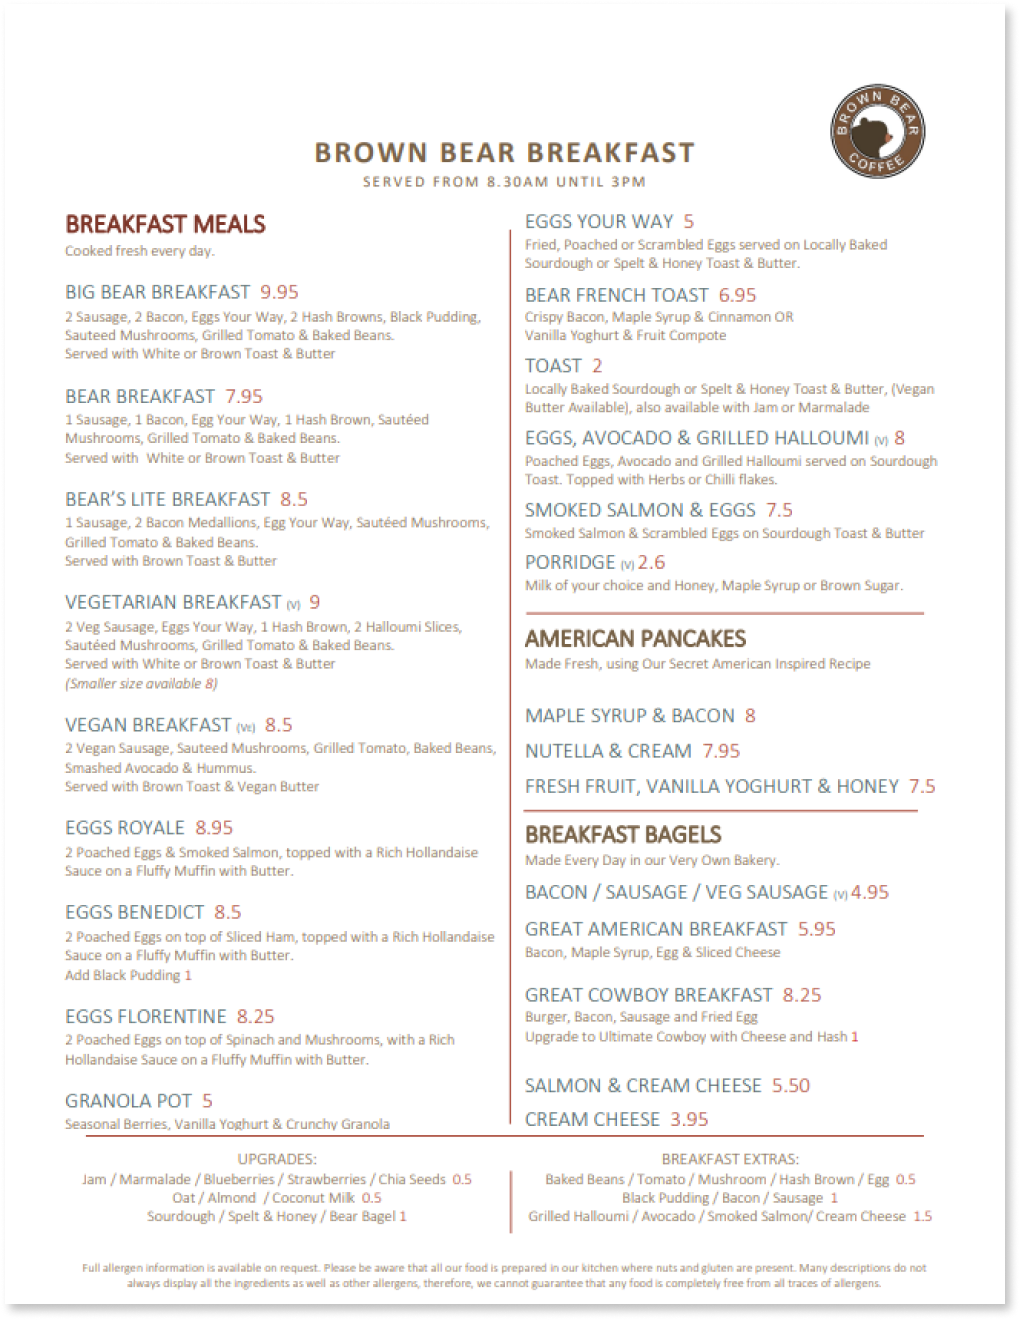 BROWN BEAR
COFFEE
BROWN BEAR BREAKFAST
SERVED FROM 8.30AM UNTIL 3PM
BREAKFAST MEALS
Cooked fresh every day.
BIG BEAR BREAKFAST 9.95
2 Sausage, 2 Bacon, Eggs Your Way, 2 Hash Browns, Black Pudding,
Sauteed Mushrooms, Grilled Tomato & Baked Beans.
Served with White or Brown Toast & Butter
BEAR BREAKFAST 7.95
1 Sausage, 1 Bacon, Egg Your Way, 1 Hash Brown, Sautéed
Mushrooms, Grilled Tomato & Baked Beans.
Served with White or Brown Toast & Butter
BEAR'S LITE BREAKFAST 8.5
1 Sausage, 2 Bacon Medallions, Egg Your Way, Sautéed Mushrooms,
Grilled Tomato & Baked Beans.
Served with Brown Toast & Butter
VEGETARIAN BREAKFAST (V) 9
2 Veg Sausage, Eggs Your Way, 1 Hash Brown, 2 Halloumi Slices,
Sautéed Mushrooms, Grilled Tomato & Baked Beans.
Served with White or Brown Toast & Butter
(Smaller size available 8)
VEGAN BREAKFAST (VE) 8.5
2 Vegan Sausage, Sauteed Mushrooms, Grilled Tomato, Baked Beans,
Smashed Avocado & Hummus.
Served with Brown Toast & Vegan Butter
EGGS ROYALE 8.95
2 Poached Eggs & Smoked Salmon, topped with a Rich Hollandaise
Sauce on a Fluffy Muffin with Butter.
EGGS BENEDICT 8.5
2 Poached Eggs on top of Sliced Ham, topped with a Rich Hollandaise
Sauce on a Fluffy Muffin with Butter.
Add Black Pudding 1
EGGS FLORENTINE 8.25
2 Poached Eggs on top of Spinach and Mushrooms, with a Rich
Hollandaise Sauce on a Fluffy Muffin with Butter.
GRANOLA POT 5
Seasonal Berries, Vanilla Yoghurt & Crunchy Granola
EGGS YOUR WAY 5
Fried, Poached or Scrambled Eggs served on Locally Baked
Sourdough or Spelt & Honey Toast & Butter.
BEAR FRENCH TOAST 6.95
Crispy Bacon, Maple Syrup & Cinnamon OR
Vanilla Yoghurt & Fruit Compote
TOAST 2
Locally Baked Sourdough or Spelt & Honey Toast & Butter, (Vegan
Butter Available), also available with Jam or Marmalade
EGGS, AVOCADO & GRILLED HALLOUMI (V) 8
Poached Eggs, Avocado and Grilled Halloumi served on Sourdough
Toast. Topped with Herbs or Chilli flakes.
SMOKED SALMON & EGGS 7.5
Smoked Salmon & Scrambled Eggs on Sourdough Toast & Butter
PORRIDGE (V) 2.6
Milk of your choice and Honey, Maple Syrup or Brown Sugar.
AMERICAN PANCAKES
Made Fresh, using Our Secret American Inspired Recipe
MAPLE SYRUP & BACON 8
NUTELLA & CREAM 7.95
FRESH FRUIT, VANILLA YOGHURT & HONEY 7.5
BREAKFAST BAGELS
Made Every Day in our Very Own Bakery.
BACON / SAUSAGE / VEG SAUSAGE (V) 4.95
GREAT AMERICAN BREAKFAST 5.95
Bacon, Maple Syrup, Egg & Sliced Cheese
GREAT COWBOY BREAKFAST 8.25
Burger, Bacon, Sausage and Fried Egg
Upgrade to Ultimate Cowboy with Cheese and Hash 1
SALMON & CREAM CHEESE 5.50
CREAM CHEESE 3.95
UPGRADES:
Jam / Marmalade / Blueberries / Strawberries / Chia Seeds 0.5
Oat / Almond / Coconut Milk 0.5
Sourdough / Spelt & Honey / Bear Bagel 1
BREAKFAST EXTRAS:
Baked Beans / Tomato / Mushroom / Hash Brown / Egg 0.5
Black Pudding / Bacon / Sausage 1
Grilled Halloumi / Avocado / Smoked Salmon/ Cream Cheese 1.5
Full allergen information is available on request. Please be aware that all our food is prepared in our kitchen where nuts and gluten are present. Many descriptions do not
always display all the ingredients as well as other allergens, therefore, we cannot guarantee that any food is completely free from all traces of allergens.